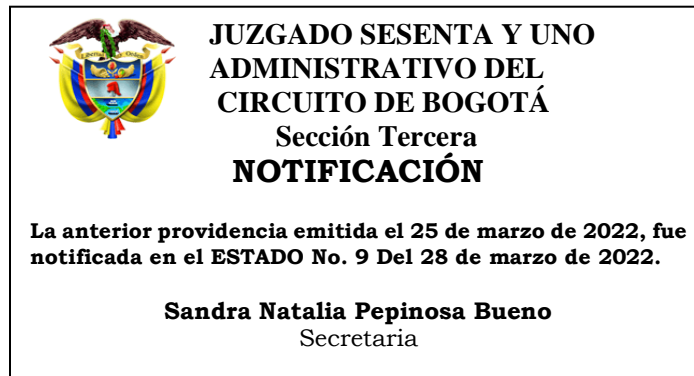 JUZGADO SESENTA Y UNO
ADMINISTRATIVO DEL
CIRCUITO DE BOGOTÁ
Sección Tercera
NOTIFICACIÓN
La anterior providencia emitida el 25 de marzo de 2022, fue
notificada en el ESTADO No. 9 Del 28 de marzo de 2022.
Sandra Natalia Pepinosa Bueno
Secretaria